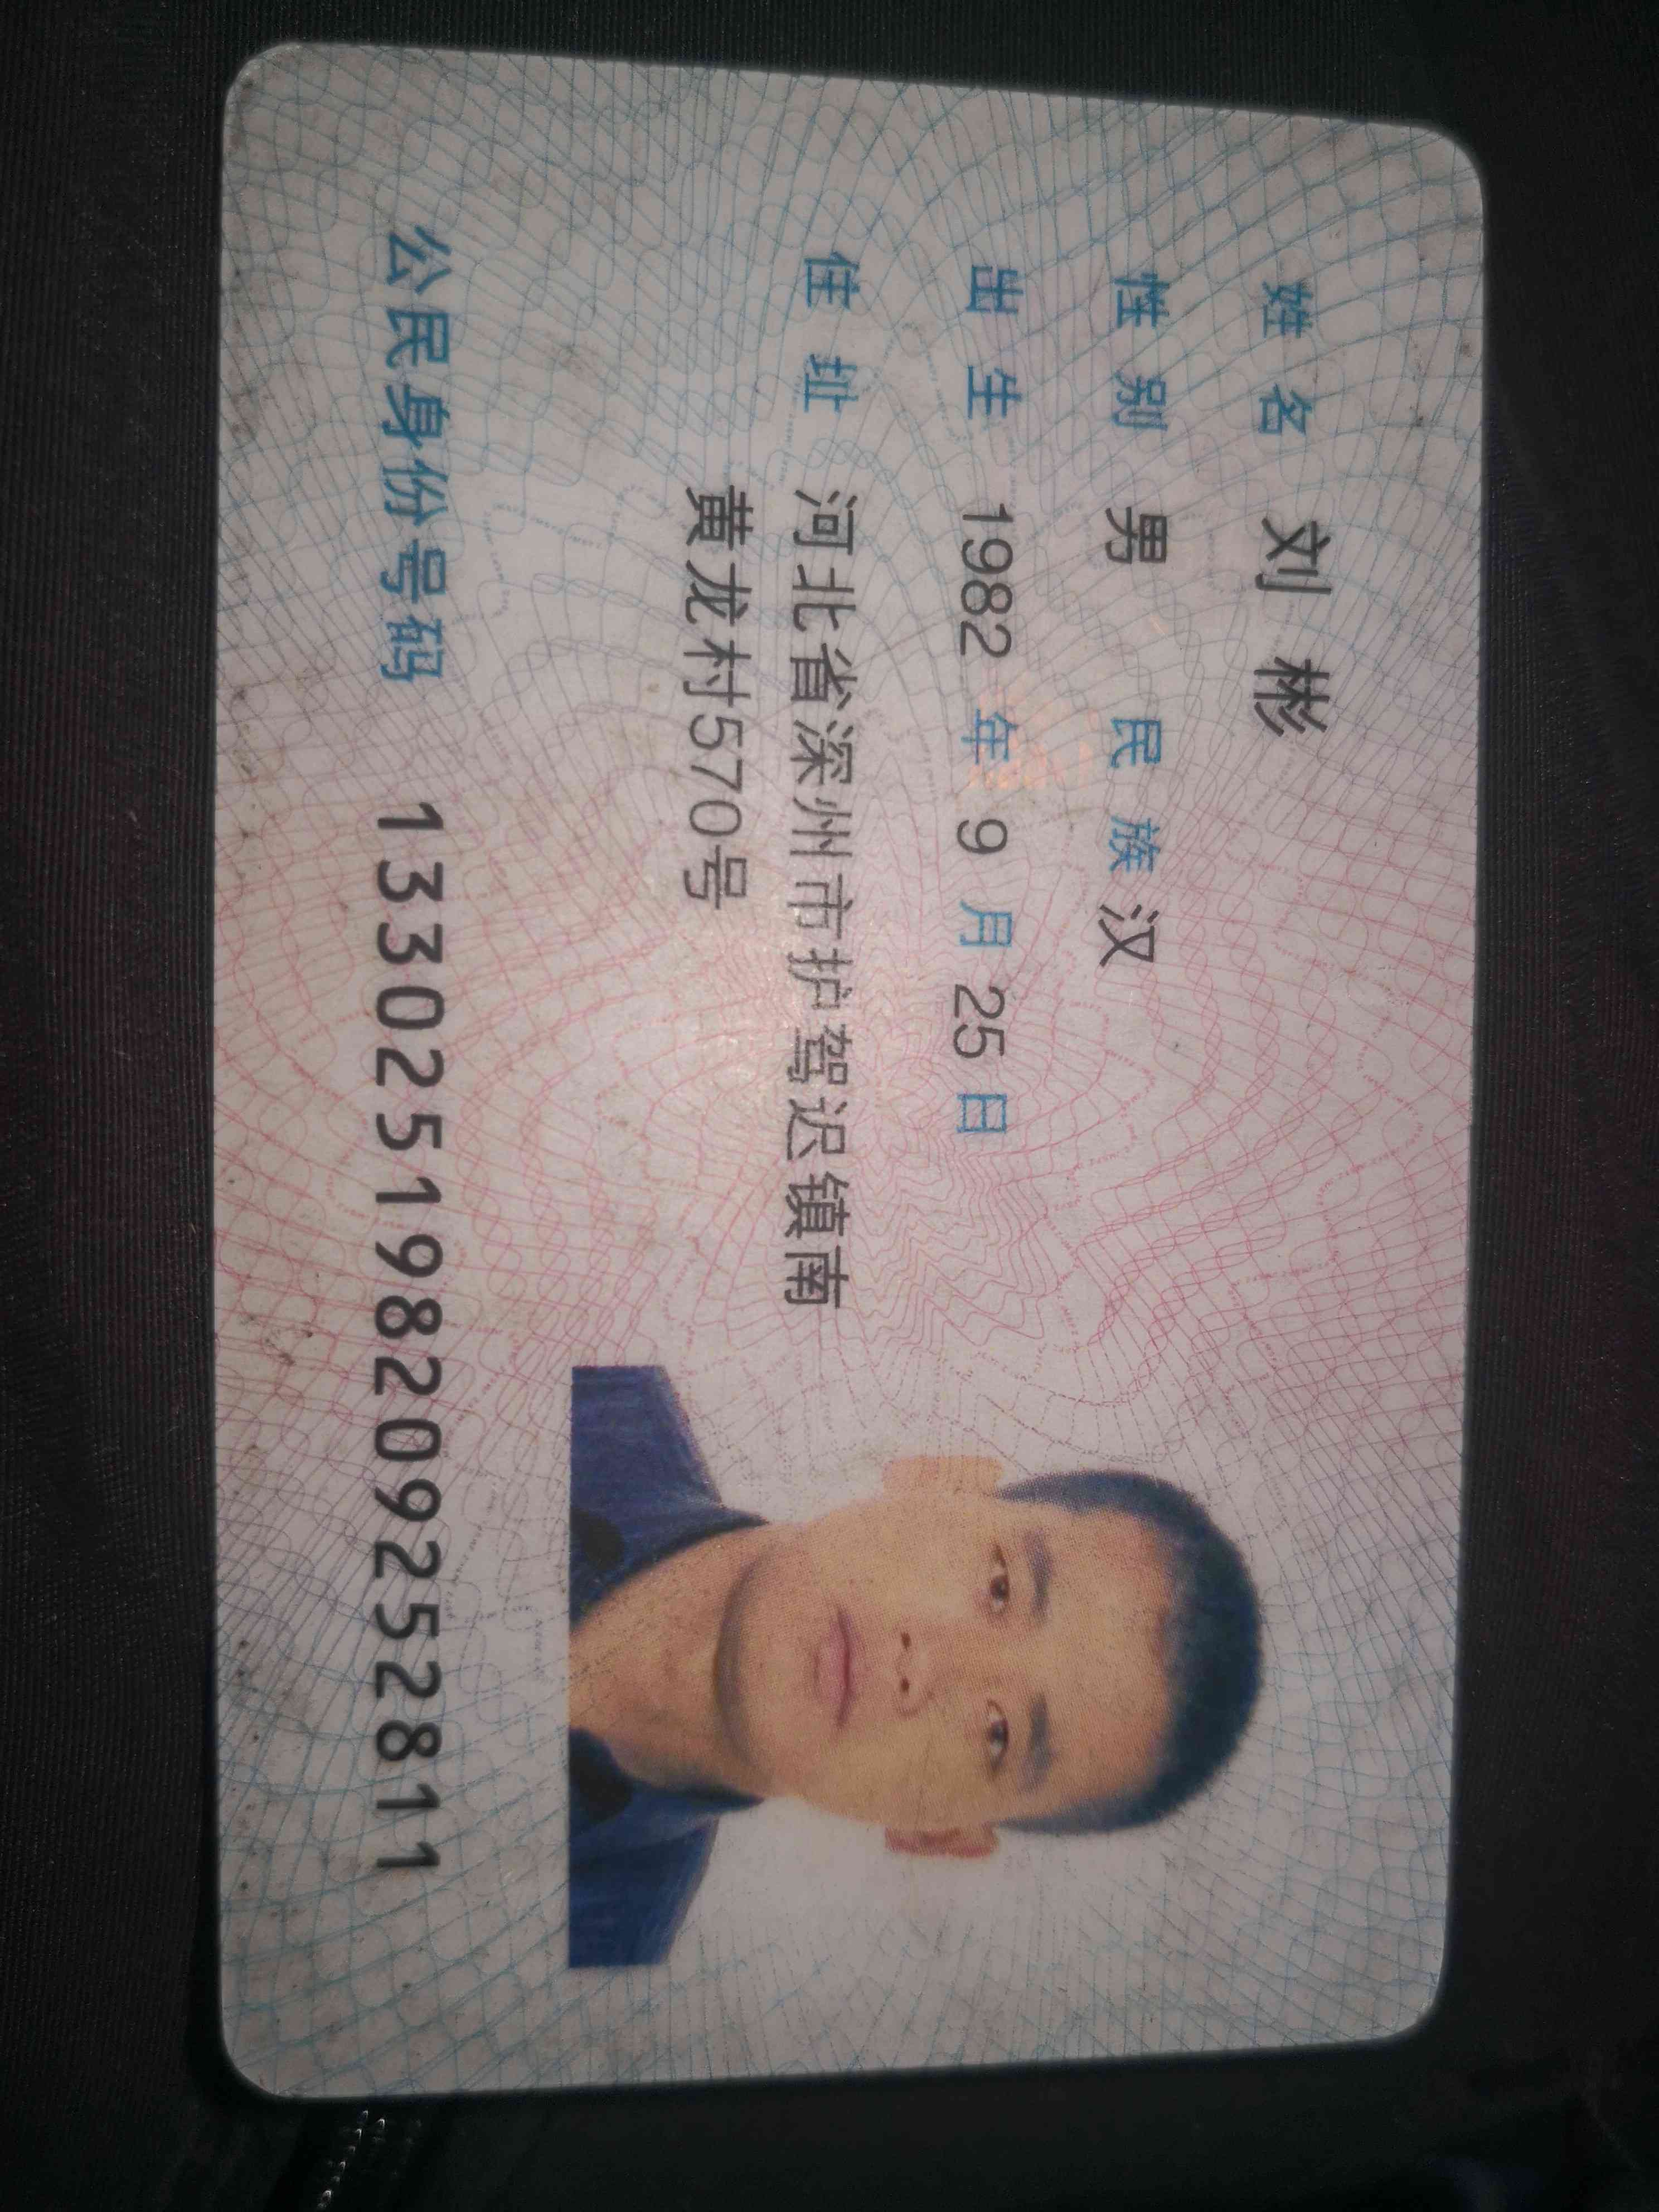 姓名 刘彬
性别 男 民族 汉
出生 1982 年 9 月 25 日
住址 河北省深州市护驾迟镇南
黄龙村570号
公民身份号码 133025198209252811